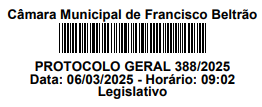 Câmara Municipal de Francisco Beltrão
PROTOCOLO GERAL 388/2025
Data: 06/03/2025 - Horário: 09:02
Legislativo